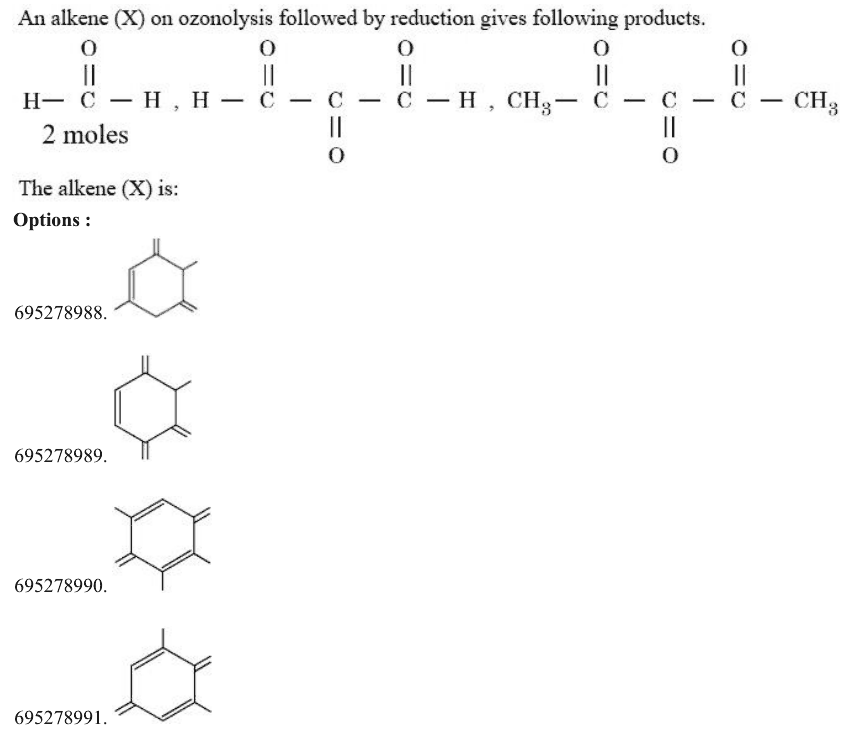 An alkene (X) on ozonolysis followed by reduction gives following products.
O O O O O
|| || || || ||
H— C — H , H — C — C — C — H , CH₃— C — C — C — CH₃
2 moles || ||
O O
The alkene (X) is:
Options :
695278988.
695278989.
695278990.
695278991.